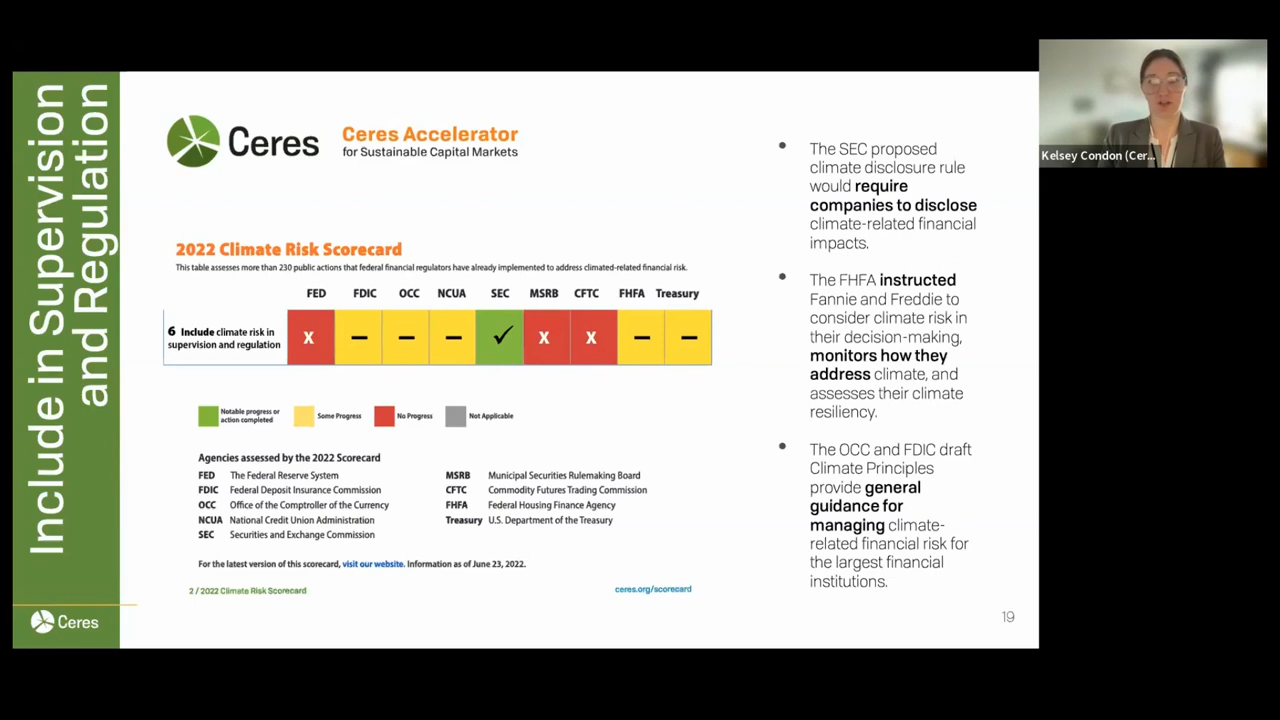 Include in Supervision
and Regulation
Ceres
Ceres
Ceres Accelerator
for Sustainable Capital Markets
2022 Climate Risk Scorecard
This table assesses more than 230 public actions that federal financial regulators have already implemented to address climated-related financial risk.
FED FDIC OCC NCUA SEC MSRB CFTC FHFA Treasury
6 Include climate risk in
supervision and regulation
X — — — ✓ X X — —
Notable progress or
action completed
Some Progress
No Progress
Not Applicable
Agencies assessed by the 2022 Scorecard
FED The Federal Reserve System
FDIC Federal Deposit Insurance Commission
OCC Office of the Comptroller of the Currency
NCUA National Credit Union Administration
SEC Securities and Exchange Commission
MSRB Municipal Securities Rulemaking Board
CFTC Commodity Futures Trading Commission
FHFA Federal Housing Finance Agency
Treasury U.S. Department of the Treasury
For the latest version of this scorecard, visit our website. Information as of June 23, 2022.
2 / 2022 Climate Risk Scorecard
ceres.org/scorecard
• The SEC proposed
climate disclosure rule
would require
companies to disclose
climate-related financial
impacts.
• The FHFA instructed
Fannie and Freddie to
consider climate risk in
their decision-making,
monitors how they
address climate, and
assesses their climate
resiliency.
• The OCC and FDIC draft
Climate Principles
provide general
guidance for
managing climate-
related financial risk for
the largest financial
institutions.
19
Kelsey Condon (Cer...